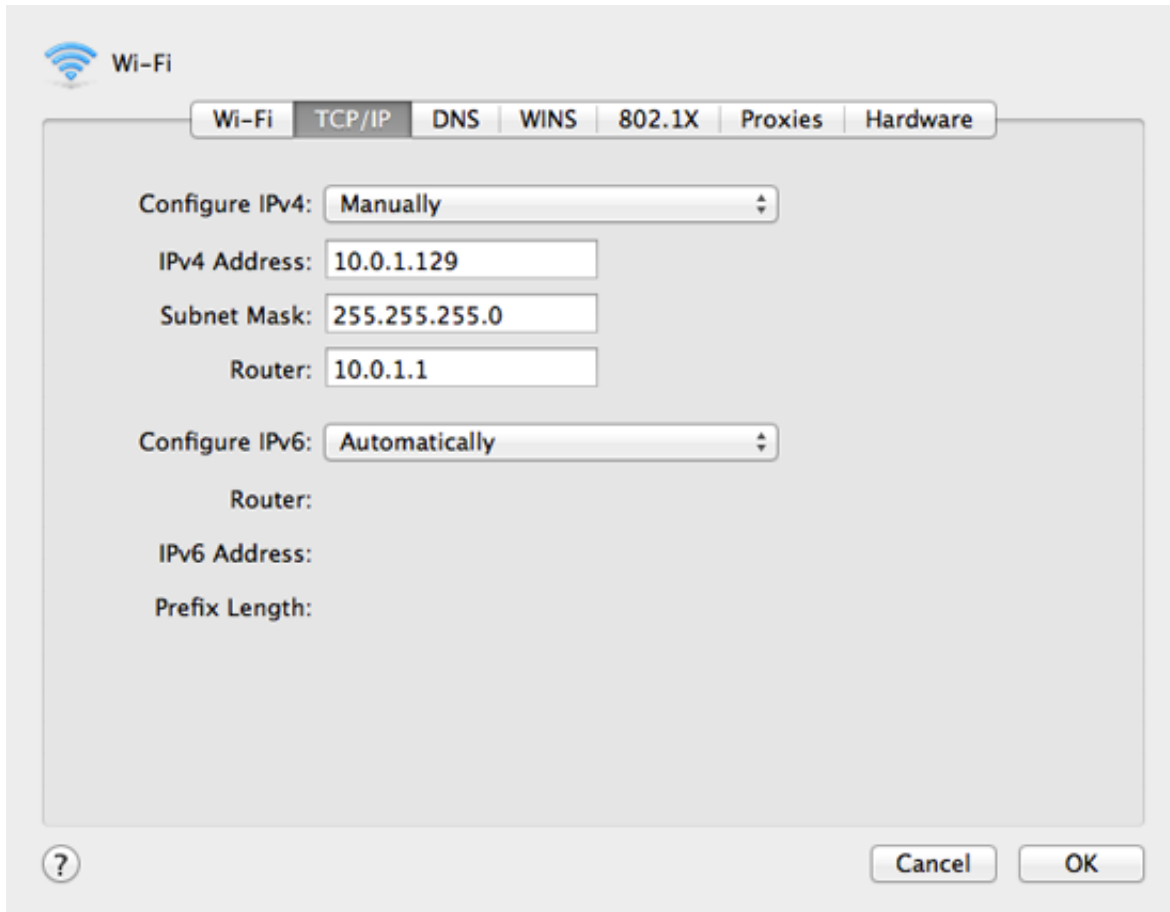 Wi-Fi
Wi-Fi TCP/IP DNS WINS 802.1X Proxies Hardware
Configure IPv4: Manually
IPv4 Address: 10.0.1.129
Subnet Mask: 255.255.255.0
Router: 10.0.1.1
Configure IPv6: Automatically
Router:
IPv6 Address:
Prefix Length:
? Cancel OK